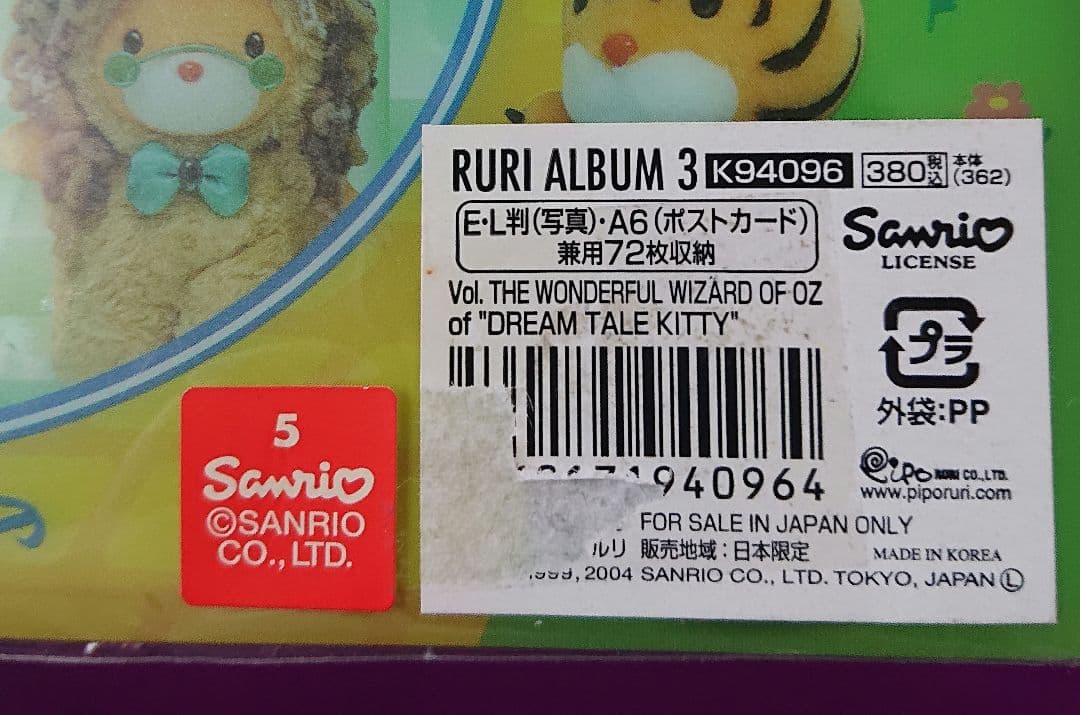 RURI ALBUM 3 K94096 380税込 本体(362)
E・L判(写真)・A6(ポストカード)
兼用72枚収納
Sanrio
LICENSE
Vol. THE WONDERFUL WIZARD OF OZ
of "DREAM TALE KITTY"
プラ
外袋:PP
940964
Pipo RURI CO.,LTD.
www.piporuri.com
FOR SALE IN JAPAN ONLY
ルリ 販売地域:日本限定
MADE IN KOREA
1999, 2004 SANRIO CO., LTD. TOKYO, JAPAN Ⓛ
5
Sanrio
©SANRIO
CO., LTD.